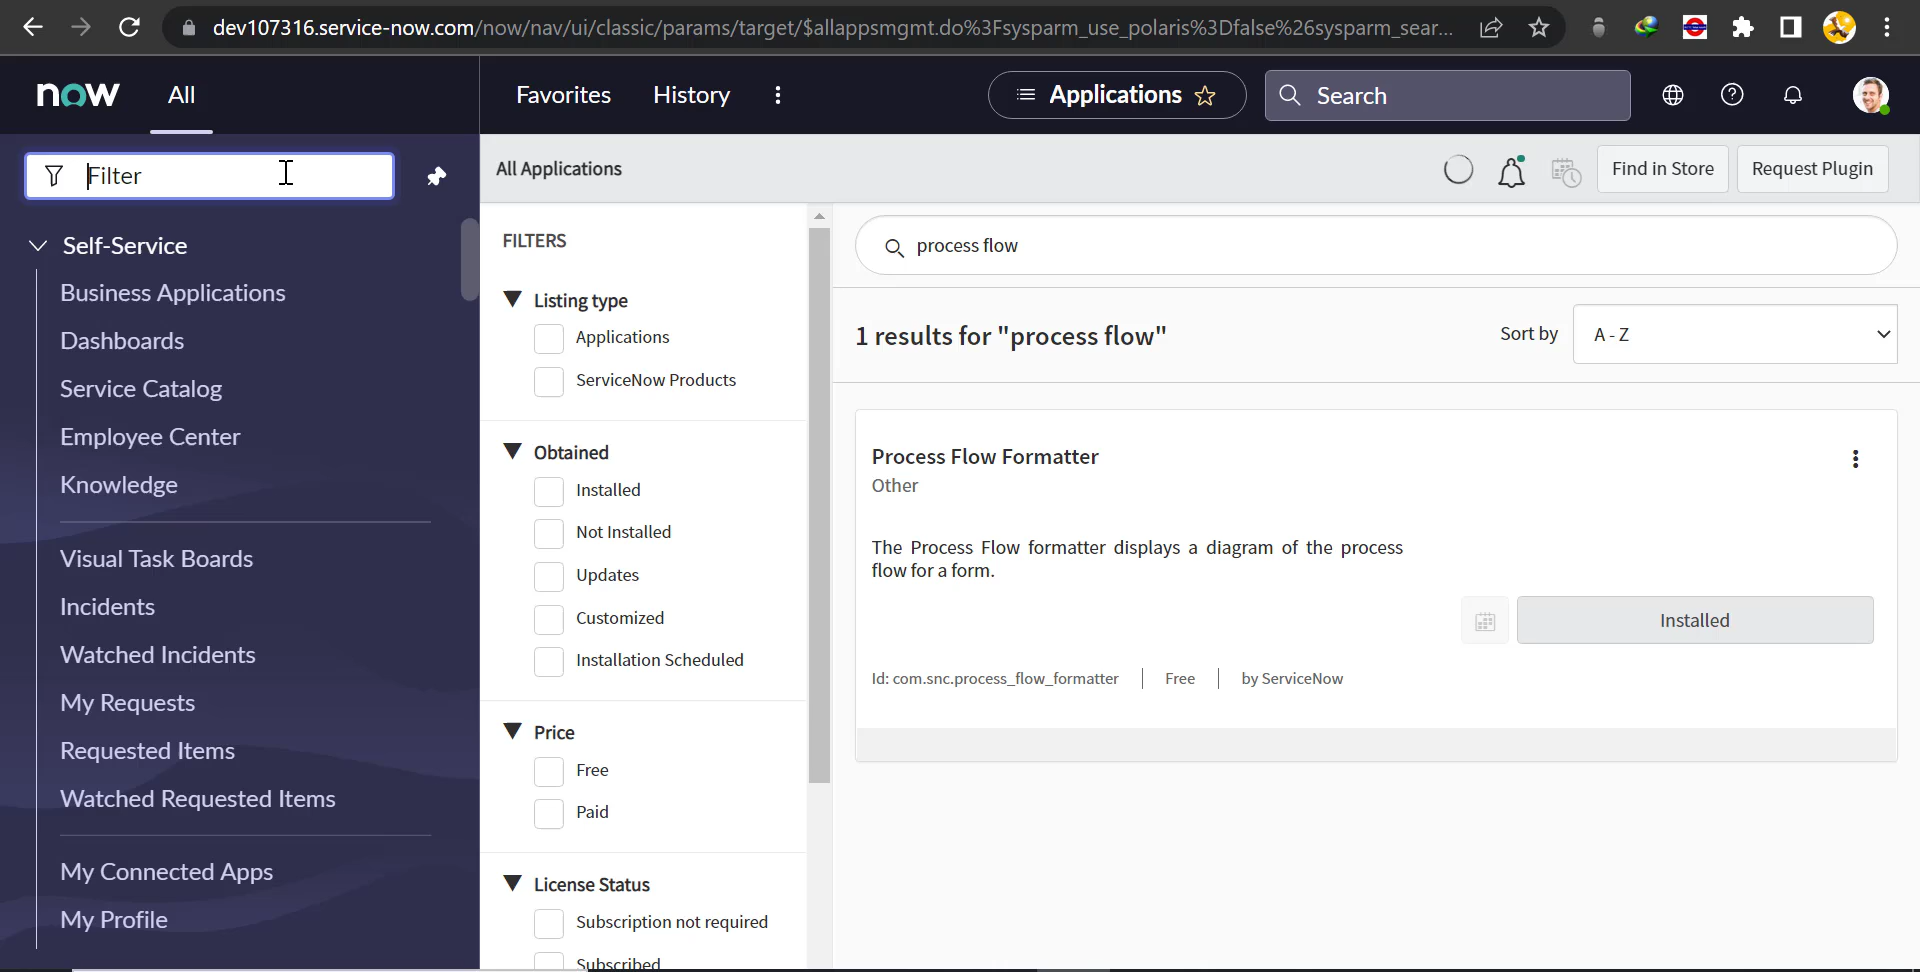 dev107316.service-now.com/now/nav/ui/classic/params/target/$allappsmgmt.do%3Fsysparm_use_polaris%3Dfalse%26sysparm_sear...
now
All
Favorites
History
Applications
Search
Filter
All Applications
Find in Store
Request Plugin
Self-Service
Business Applications
Dashboards
Service Catalog
Employee Center
Knowledge
Visual Task Boards
Incidents
Watched Incidents
My Requests
Requested Items
Watched Requested Items
My Connected Apps
My Profile
FILTERS
Listing type
Applications
ServiceNow Products
Obtained
Installed
Not Installed
Updates
Customized
Installation Scheduled
Price
Free
Paid
License Status
Subscription not required
Subscribed
process flow
1 results for "process flow"
Sort by
A - Z
Process Flow Formatter
Other
The Process Flow formatter displays a diagram of the process
flow for a form.
Installed
Id: com.snc.process_flow_formatter
Free
by ServiceNow